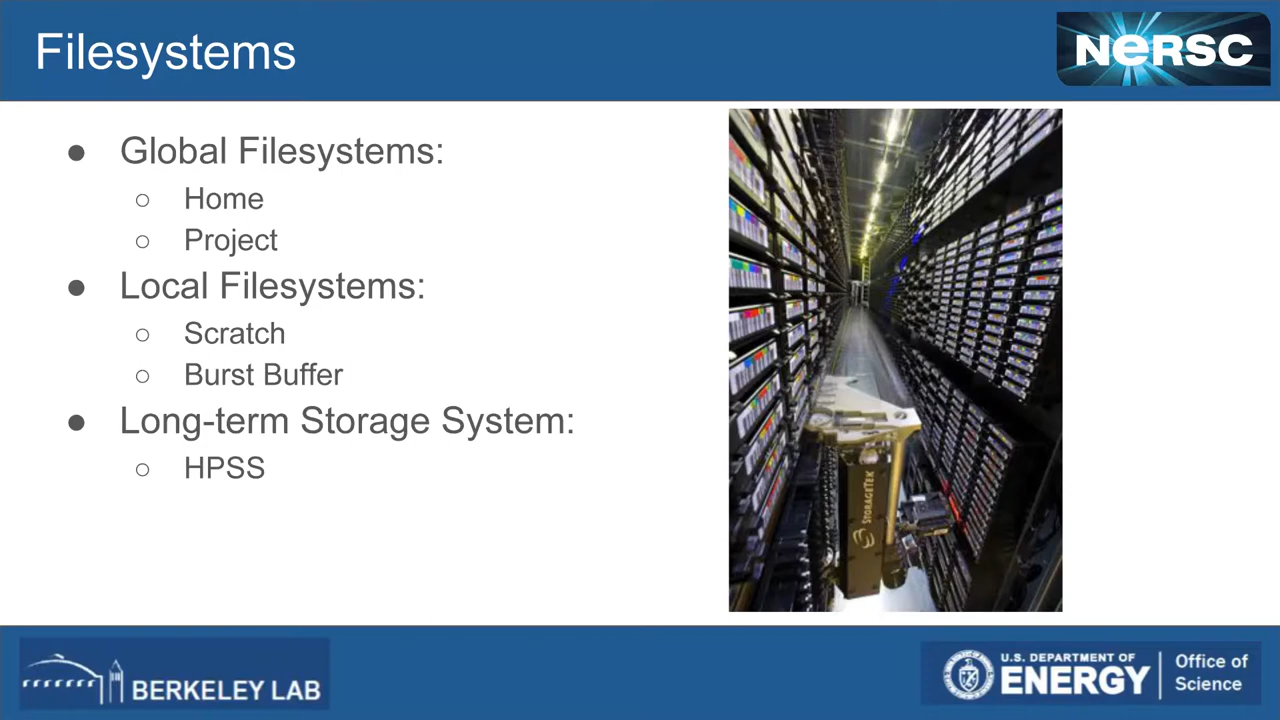 Filesystems
NERSC
● Global Filesystems:
○ Home
○ Project
● Local Filesystems:
○ Scratch
○ Burst Buffer
● Long-term Storage System:
○ HPSS
STORAGETEK
BERKELEY LAB
U.S. DEPARTMENT OF
ENERGY
Office of
Science